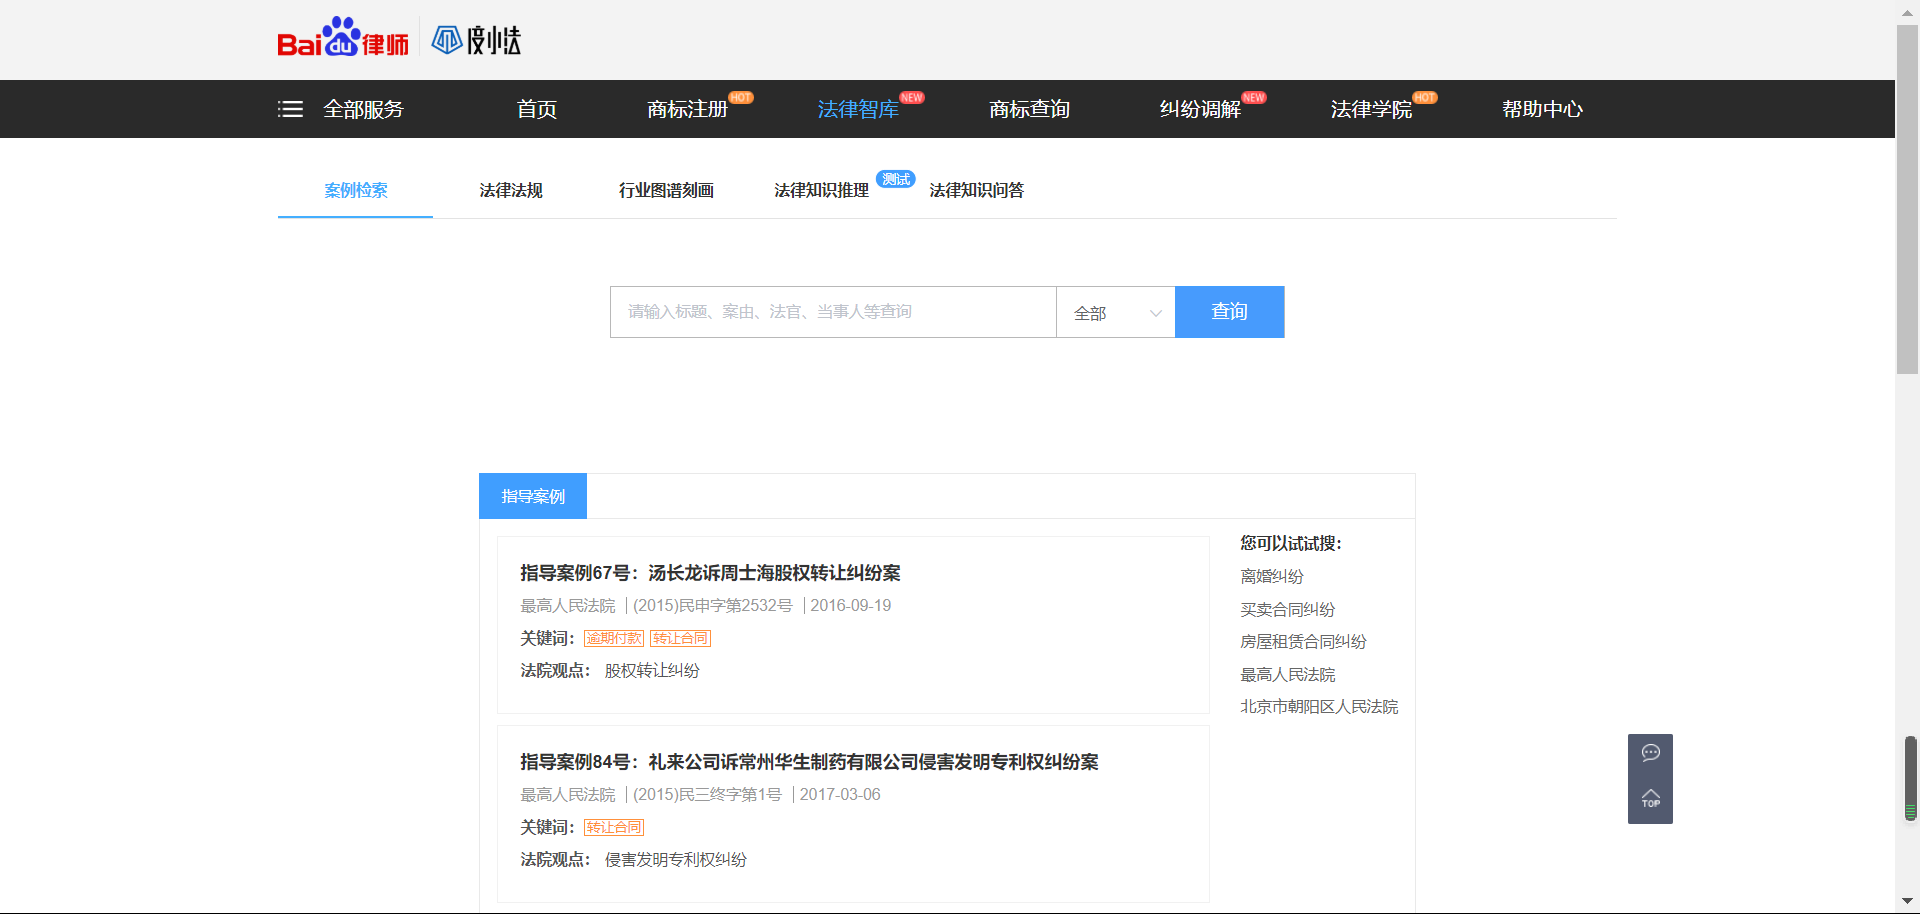 Bai du 律师 度小法
全部服务 首页 商标注册 HOT 法律智库 NEW 商标查询 纠纷调解 NEW 法律学院 HOT 帮助中心
案例检索 法律法规 行业图谱刻画 法律知识推理 测试 法律知识问答
请输入标题、案由、法官、当事人等查询 全部 查询
指导案例
指导案例67号：汤长龙诉周士海股权转让纠纷案
最高人民法院 | (2015)民申字第2532号 | 2016-09-19
关键词： 逾期付款 转让合同
法院观点： 股权转让纠纷
指导案例84号：礼来公司诉常州华生制药有限公司侵害发明专利权纠纷案
最高人民法院 | (2015)民三终字第1号 | 2017-03-06
关键词： 转让合同
法院观点： 侵害发明专利权纠纷
您可以试试搜：
离婚纠纷
买卖合同纠纷
房屋租赁合同纠纷
最高人民法院
北京市朝阳区人民法院
TOP